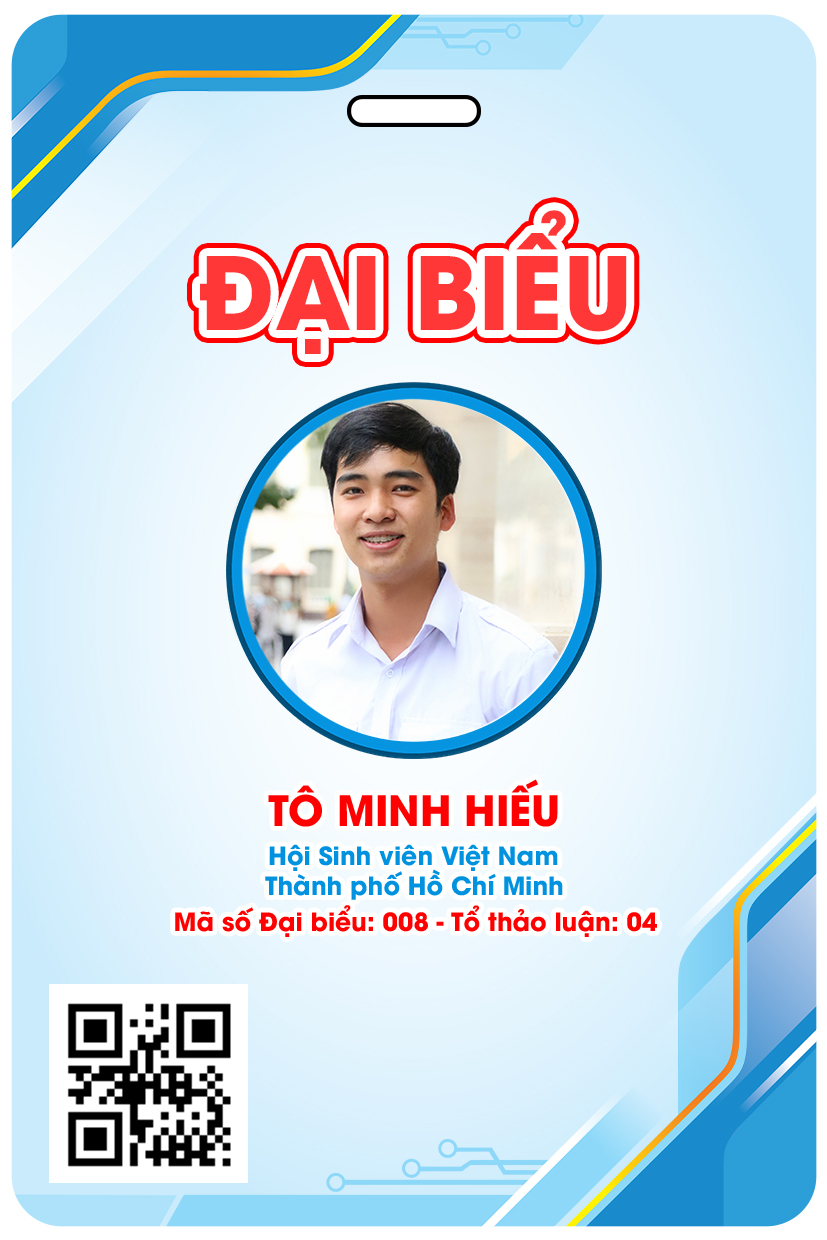 ĐẠI BIỂU
TÔ MINH HIẾU
Hội Sinh viên Việt Nam
Thành phố Hồ Chí Minh
Mã số Đại biểu: 008 - Tổ thảo luận: 04